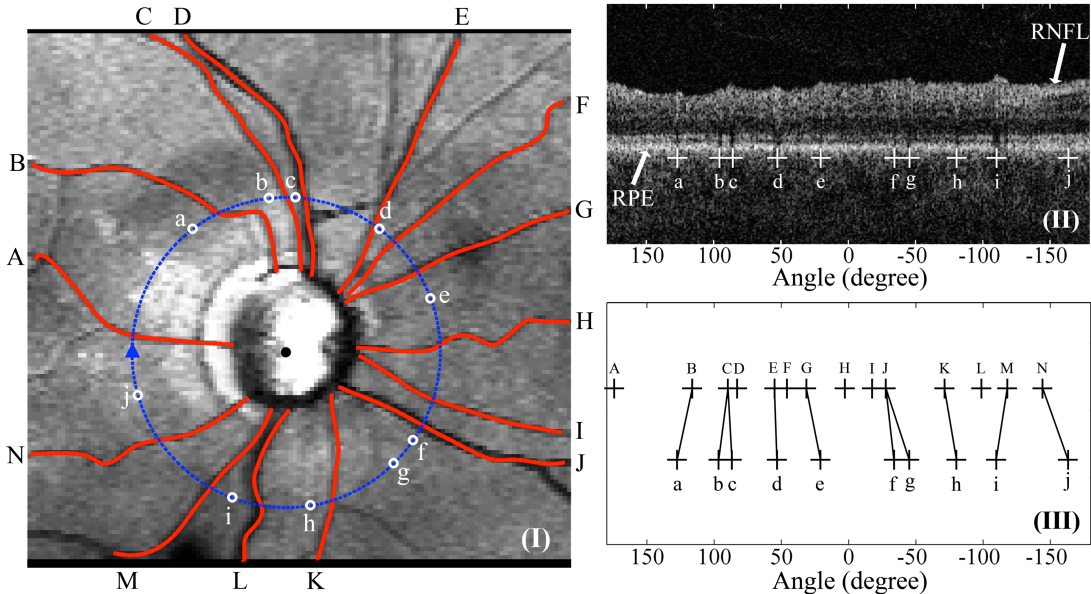 C D E
F
B
b c
a d
G
A
e
H
j
f
I
N
g
J
i
h
(I)
M L K
RNFL
RPE
a b c d e f g h i j
(II)
150 100 50 0 -50 -100 -150
Angle (degree)
A B C D E F G H I J K L M N
a b c d e f g h i j
(III)
150 100 50 0 -50 -100 -150
Angle (degree)